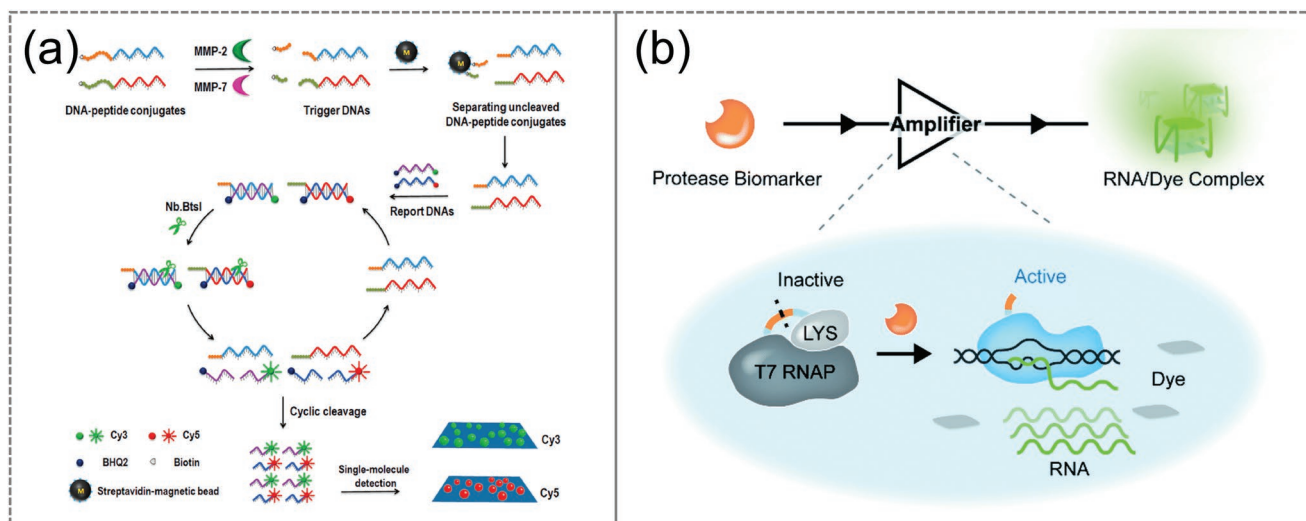 (a)
MMP-2
MMP-7
M
M
DNA-peptide conjugates
Trigger DNAs
Separating uncleaved
DNA-peptide conjugates
Report DNAs
Nb.BtsI
Cyclic cleavage
Cy3
Cy5
BHQ2
Biotin
M
Streptavidin-magnetic bead
Single-molecule
detection
Cy3
Cy5
(b)
Amplifier
Protease Biomarker
RNA/Dye Complex
Inactive
Active
LYS
T7 RNAP
Dye
RNA